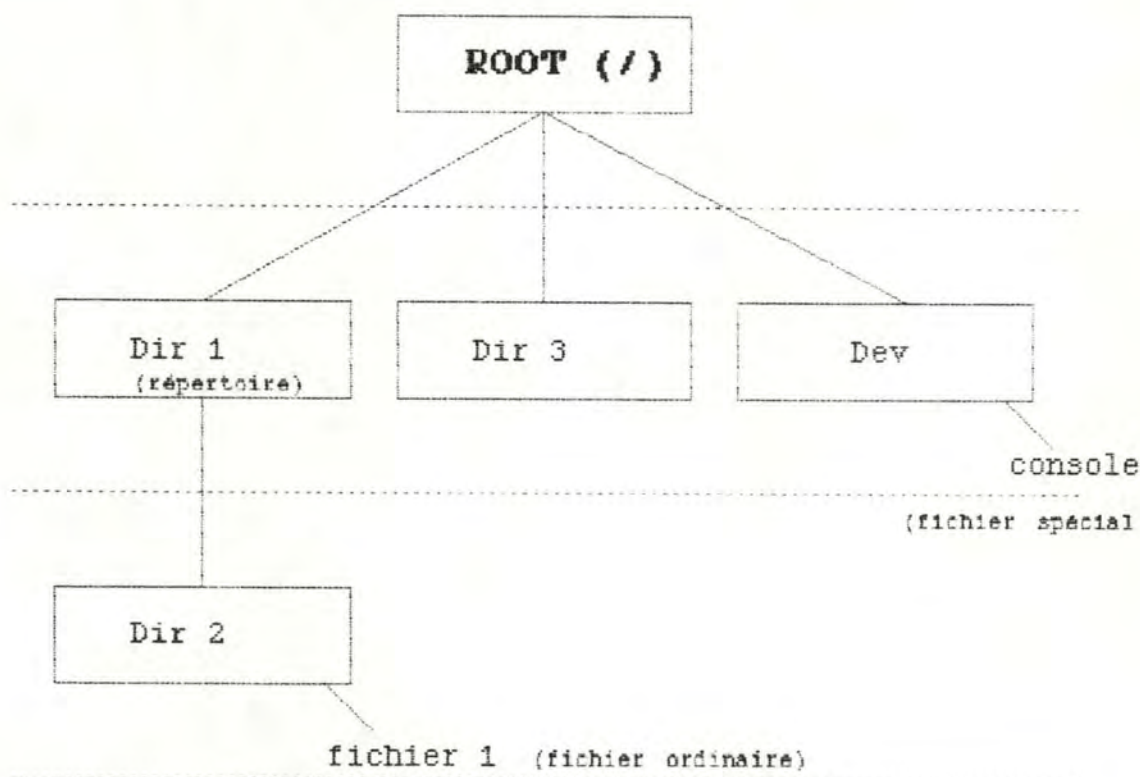 ROOT (/)
Dir 1
(répertoire)
Dir 3
Dev
console
(fichier spécial
Dir 2
fichier 1 (fichier ordinaire)